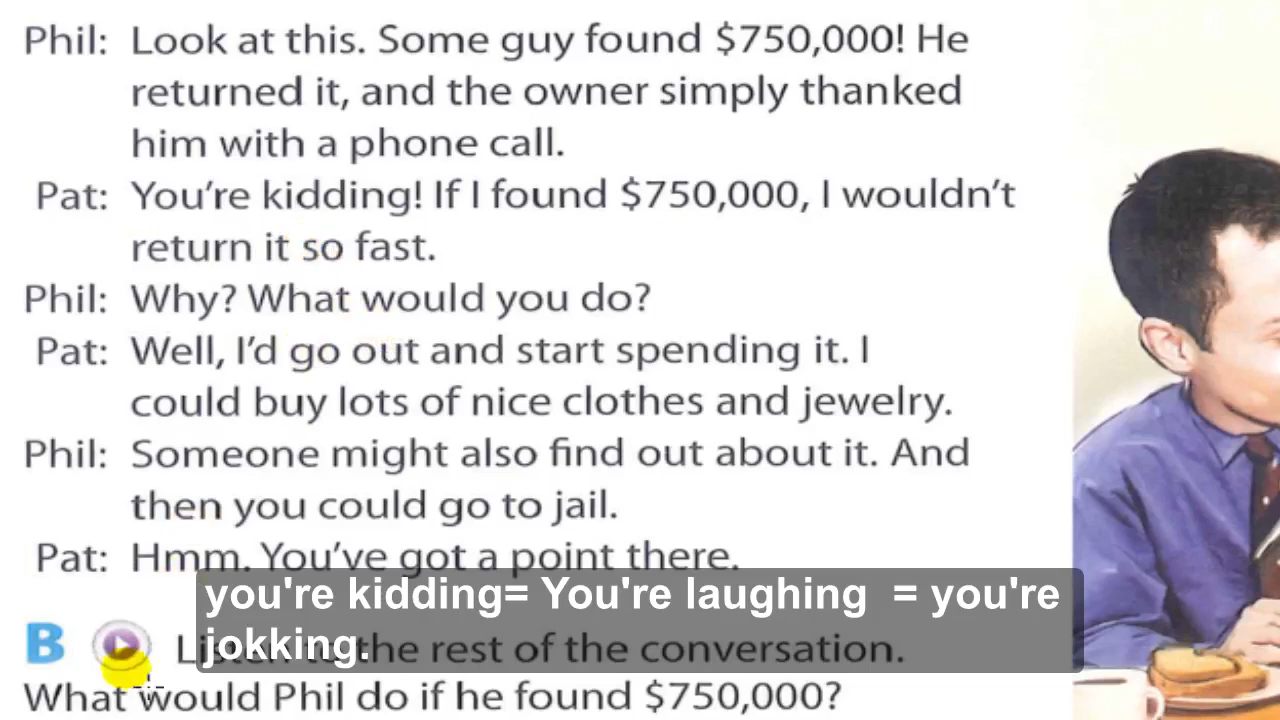 Phil: Look at this. Some guy found $750,000! He
returned it, and the owner simply thanked
him with a phone call.
Pat: You're kidding! If I found $750,000, I wouldn't
return it so fast.
Phil: Why? What would you do?
Pat: Well, I'd go out and start spending it. I
could buy lots of nice clothes and jewelry.
Phil: Someone might also find out about it. And
then you could go to jail.
Pat: Hmm. You've got a point there.
you're kidding= You're laughing = you're
jokking.
B Listen to the rest of the conversation.
What would Phil do if he found $750,000?